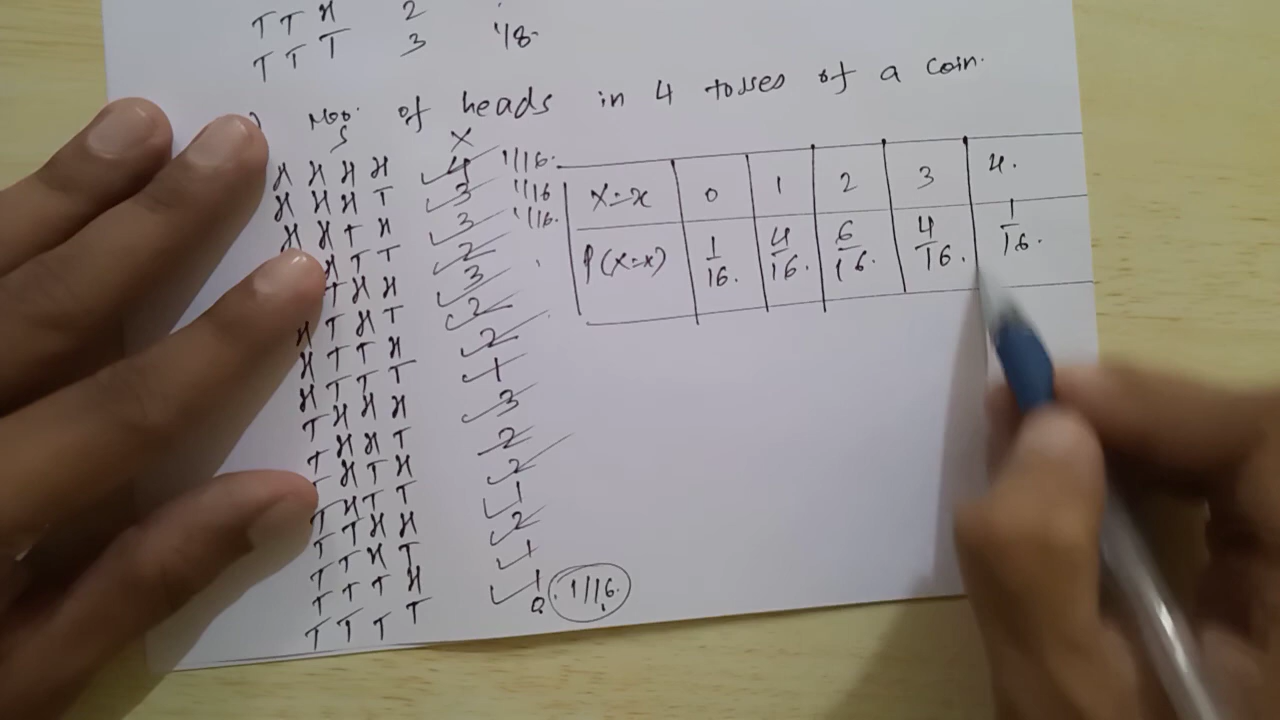 T T H 2
T T T 3 1/8.
) Noo. of heads in 4 tosses of a coin.
S X
H H H H 4 1/16.
H H H T 3 1/16
H H T H 3 1/16.
H T T 2
T H H 3
H T H T 2
H T T H 2
H T T T 1
T H H H 3
T H H T 2
T H T H 2
T H T T 1
T T H H 2
T T H T 1
T T T H 1
T T T T 0. 1/16.
X=x 0 1 2 3 4.
P(X=x) 1/16. 4/16. 6/16. 4/16. 1/16.